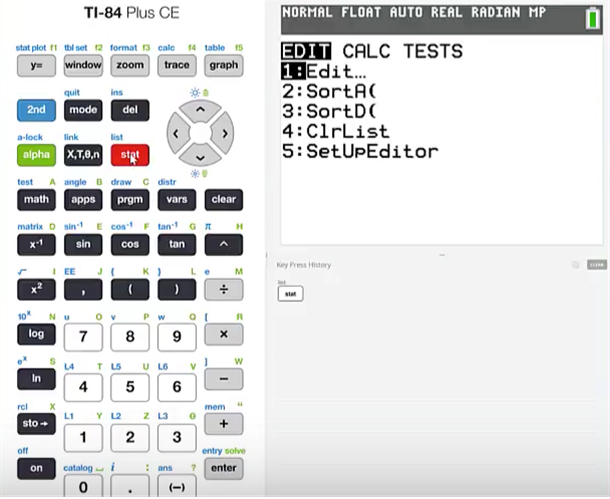 TI-84 Plus CE
stat plot f1 tbl set f2 format f3 calc f4 table f5
y= window zoom trace graph
quit ins
2nd mode del
a-lock link list
alpha X,T,θ,n stat
test A angle B draw C distr
math apps prgm vars clear
matrix D sin⁻¹ E cos⁻¹ F tan⁻¹ G π H
x⁻¹ sin cos tan ^
√ I EE J { K } L e M
x² , ( ) ÷
10ˣ N u O v P w Q [ R
log 7 8 9 ×
eˣ S L4 T L5 U L6 V ] W
ln 4 5 6 −
rcl X L1 Y L2 Z L3 θ mem "
sto→ 1 2 3 +
off catalog ⎵ i : ans ? entry solve
on 0 . (−) enter
NORMAL FLOAT AUTO REAL RADIAN MP
EDIT CALC TESTS
1:Edit…
2:SortA(
3:SortD(
4:ClrList
5:SetUpEditor
Key Press History
CLEAR
list
stat